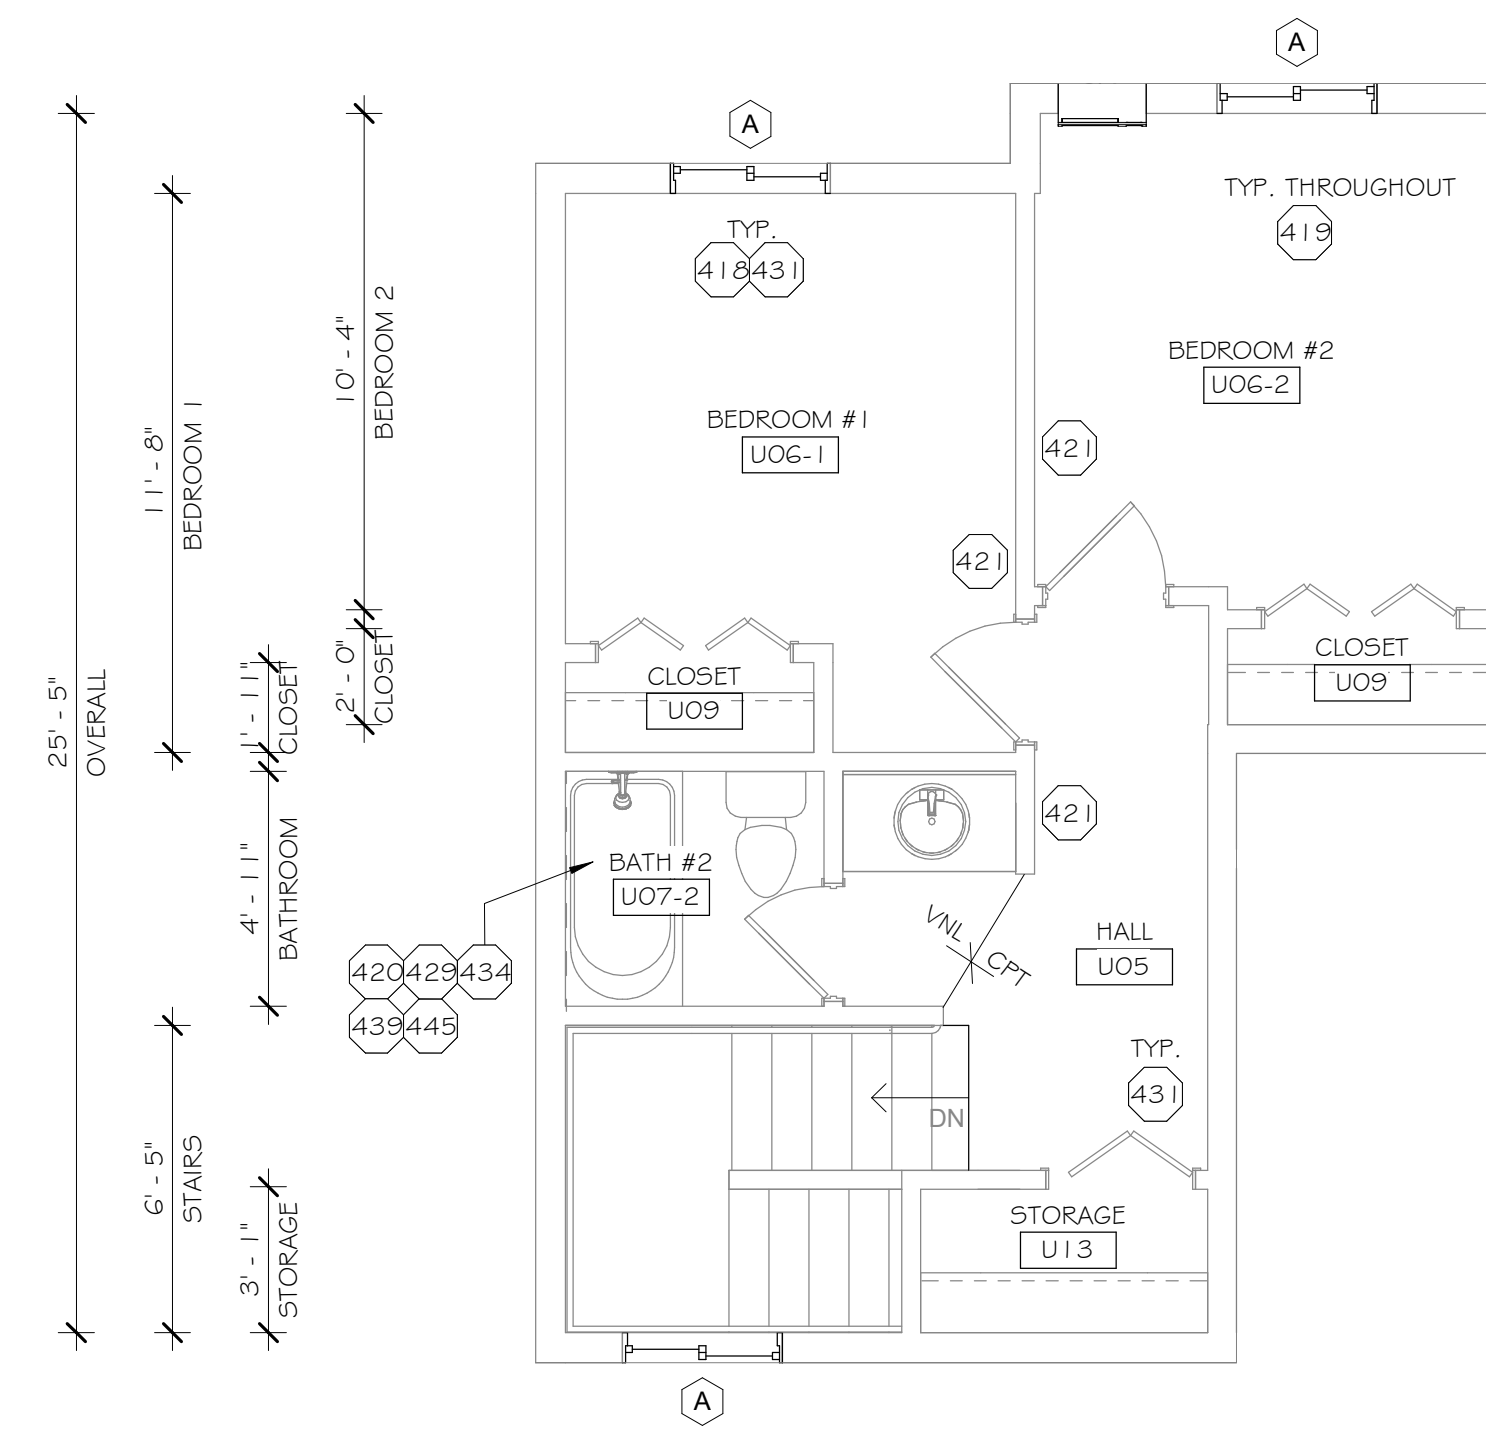 A
A
TYP. THROUGHOUT
419
TYP.
418 431
10' - 4"
BEDROOM 2
BEDROOM #2
U06-2
11' - 8"
BEDROOM 1
BEDROOM #1
U06-1
421
421
25' - 5"
OVERALL
1' - 11"
CLOSET
2' - 0"
CLOSET
CLOSET
U09
CLOSET
U09
421
4' - 11"
BATHROOM
BATH #2
U07-2
VNL
CPT
HALL
U05
420 429 434
439 445
TYP.
431
DN
6' - 5"
STAIRS
3' - 1"
STORAGE
STORAGE
U13
A